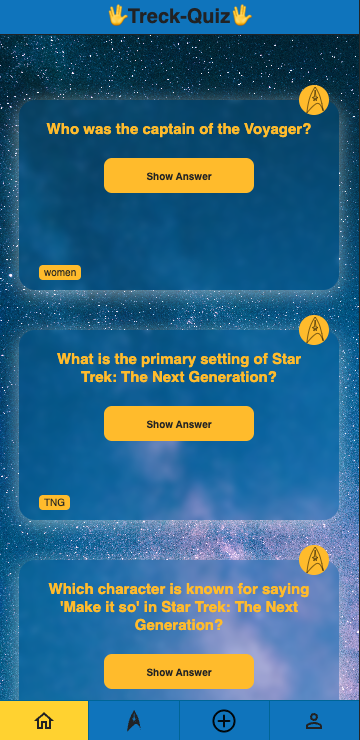 🖖Treck-Quiz🖖
Who was the captain of the Voyager?
Show Answer
women
What is the primary setting of Star
Trek: The Next Generation?
Show Answer
TNG
Which character is known for saying
'Make it so' in Star Trek: The Next
Generation?
Show Answer